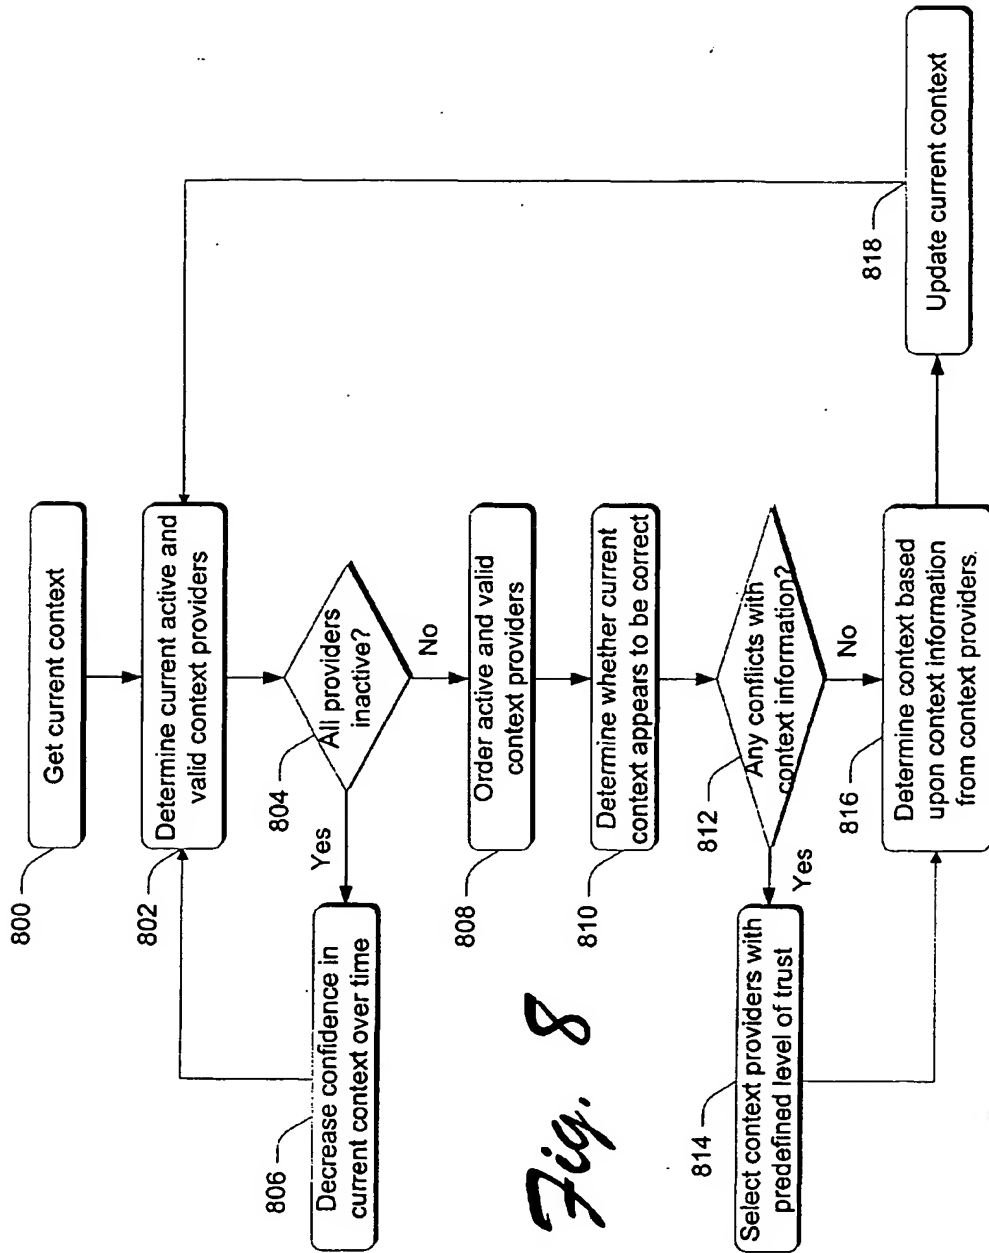 800
Get current context
802
Determine current active and
valid context providers
804
All providers
inactive?
Yes
No
806
Decrease confidence in
current context over time
808
Order active and valid
context providers
810
Determine whether current
context appears to be correct
812
Any conflicts with
context information?
Yes
No
814
Select context providers with
predefined level of trust
816
Determine context based
upon context information
from context providers.
818
Update current context
Fig. 8